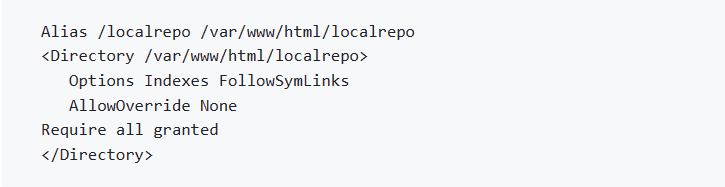 Alias /localrepo /var/www/html/localrepo
<Directory /var/www/html/localrepo>
Options Indexes FollowSymLinks
AllowOverride None
Require all granted
</Directory>